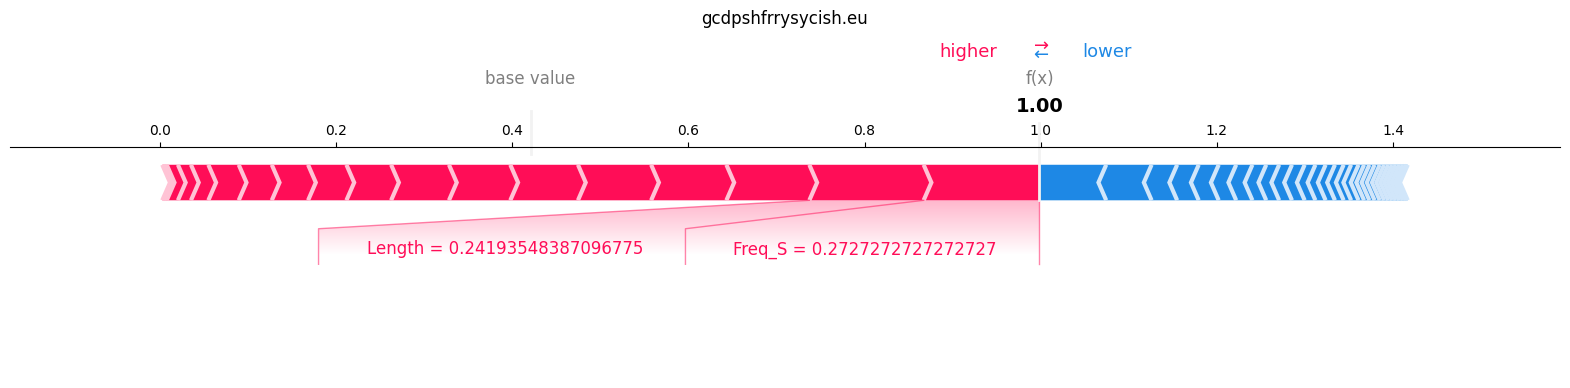 gcdpshfrrysycish.eu
higher ⇄ lower
base value f(x)
1.00
0.0 0.2 0.4 0.6 0.8 1.0 1.2 1.4
Length = 0.24193548387096775 Freq_S = 0.2727272727272727